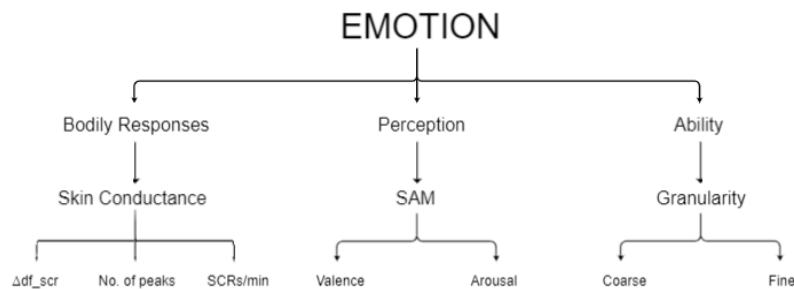 EMOTION
Bodily Responses Perception Ability
Skin Conductance SAM Granularity
Δdf_scr No. of peaks SCRs/min Valence Arousal Coarse Fine